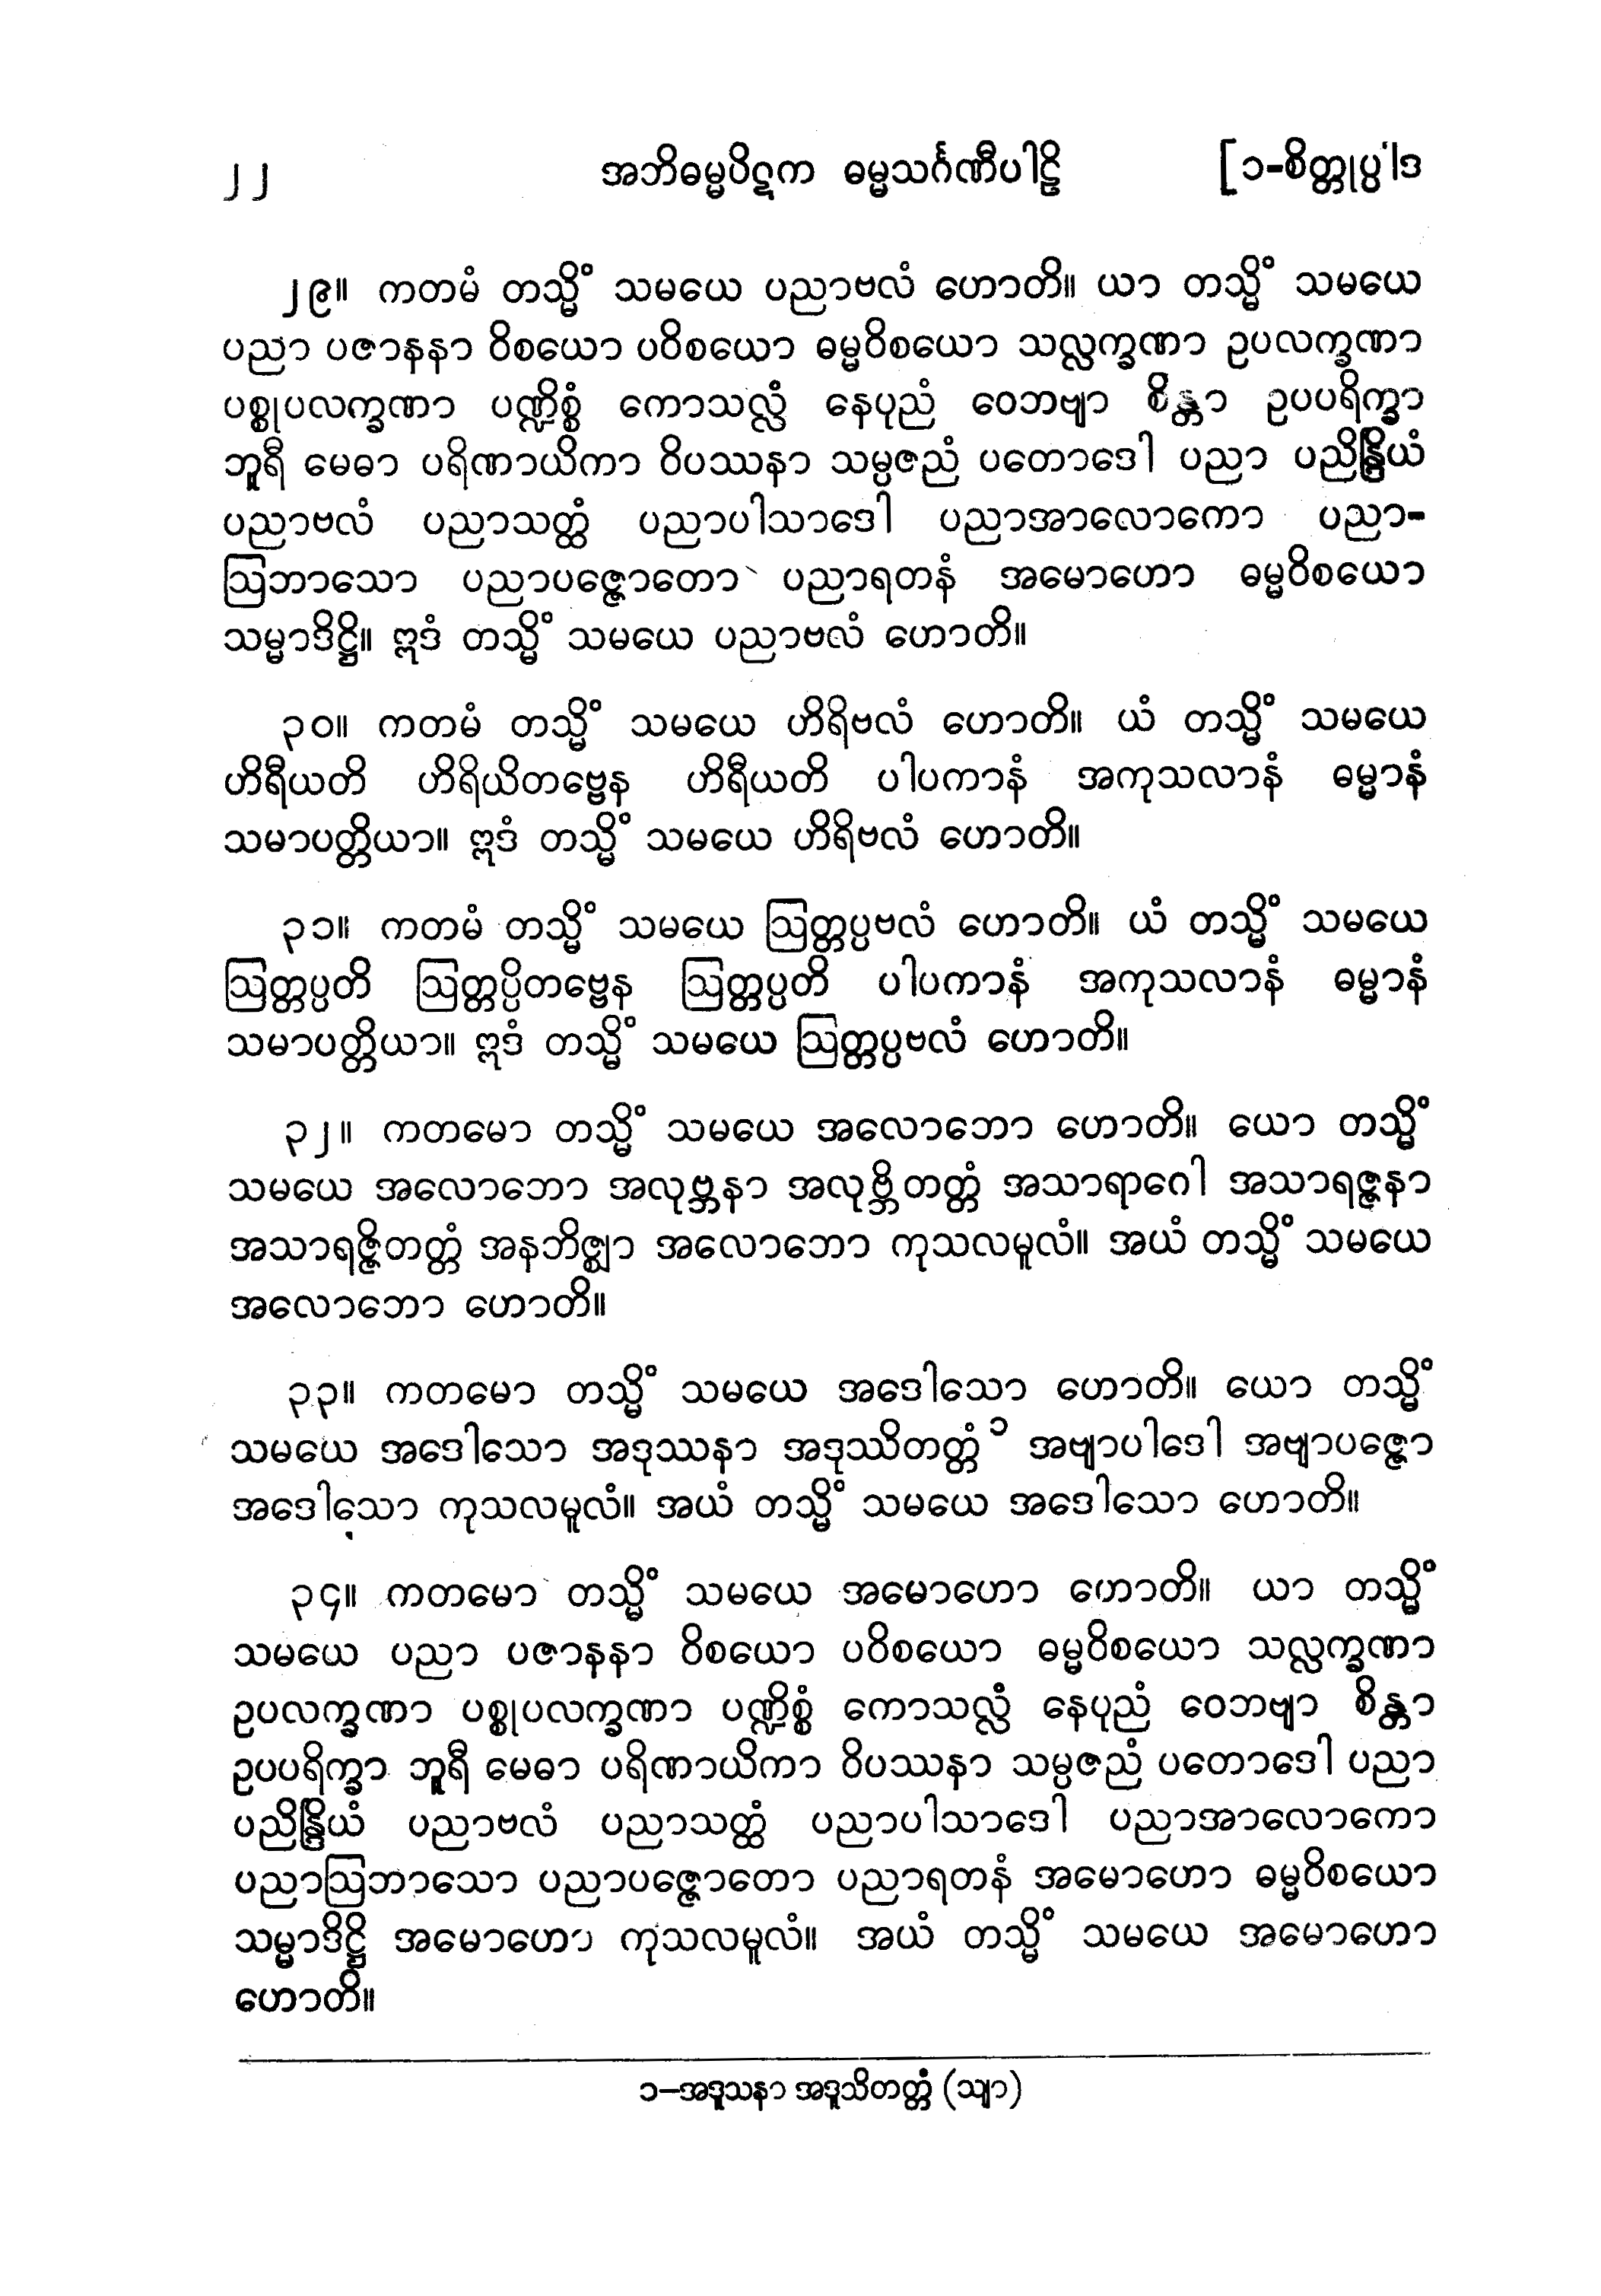 ၂၂ အဘိဓမ္မပိဋက ဓမ္မသင်္ဂဏီပါဠိ [၁-စိတ္တုပ္ပါဒ
၂၉။ ကတမံ တသ္မိံ သမယေ ပညာဗလံ ဟောတိ။ ယာ တသ္မိံ သမယေ
ပညာ ပဇာနနာ ဝိစယော ပဝိစယော ဓမ္မဝိစယော သလ္လက္ခဏာ ဥပလက္ခဏာ
ပစ္စုပလက္ခဏာ ပဏ္ဍိစ္စံ ကောသလ္လံ နေပုညံ ဝေဘဗျာ စိန္တာ ဥပပရိက္ခာ
ဘူရီ မေဓာ ပရိဏာယိကာ ဝိပဿနာ သမ္ပဇညံ ပတောဒေါ ပညာ ပညိန္ဒြိယံ
ပညာဗလံ ပညာသတ္ထံ ပညာပါသာဒေါ ပညာအာလောကော ပညာ-
ဩဘာသော ပညာပဇ္ဇောတော ပညာရတနံ အမောဟော ဓမ္မဝိစယော
သမ္မာဒိဋ္ဌိ။ ဣဒံ တသ္မိံ သမယေ ပညာဗလံ ဟောတိ။
၃၀။ ကတမံ တသ္မိံ သမယေ ဟိရိဗလံ ဟောတိ။ ယံ တသ္မိံ သမယေ
ဟိရီယတိ ဟိရိယိတဗ္ဗေန ဟိရီယတိ ပါပကာနံ အကုသလာနံ ဓမ္မာနံ
သမာပတ္တိယာ။ ဣဒံ တသ္မိံ သမယေ ဟိရိဗလံ ဟောတိ။
၃၁။ ကတမံ တသ္မိံ သမယေ ဩတ္တပ္ပဗလံ ဟောတိ။ ယံ တသ္မိံ သမယေ
ဩတ္တပ္ပတိ ဩတ္တပ္ပိတဗ္ဗေန ဩတ္တပ္ပတိ ပါပကာနံ အကုသလာနံ ဓမ္မာနံ
သမာပတ္တိယာ။ ဣဒံ တသ္မိံ သမယေ ဩတ္တပ္ပဗလံ ဟောတိ။
၃၂။ ကတမော တသ္မိံ သမယေ အလောဘော ဟောတိ။ ယော တသ္မိံ
သမယေ အလောဘော အလုဗ္ဘနာ အလုဗ္ဘိတတ္တံ အသာရာဂေါ အသာရဇ္ဇနာ
အသာရဇ္ဇိတတ္တံ အနဘိဇ္ဈာ အလောဘော ကုသလမူလံ။ အယံ တသ္မိံ သမယေ
အလောဘော ဟောတိ။
၃၃။ ကတမော တသ္မိံ သမယေ အဒေါသော ဟောတိ။ ယော တသ္မိံ
သမယေ အဒေါသော အဒုဿနာ အဒုဿိတတ္တံ ၁ အဗျာပါဒေါ အဗျာပဇ္ဇော
အဒေါသော ကုသလမူလံ။ အယံ တသ္မိံ သမယေ အဒေါသော ဟောတိ။
၃၄။ ကတမော တသ္မိံ သမယေ အမောဟော ဟောတိ။ ယာ တသ္မိံ
သမယေ ပညာ ပဇာနနာ ဝိစယော ပဝိစယော ဓမ္မဝိစယော သလ္လက္ခဏာ
ဥပလက္ခဏာ ပစ္စုပလက္ခဏာ ပဏ္ဍိစ္စံ ကောသလ္လံ နေပုညံ ဝေဘဗျာ စိန္တာ
ဥပပရိက္ခာ ဘူရီ မေဓာ ပရိဏာယိကာ ဝိပဿနာ သမ္ပဇညံ ပတောဒေါ ပညာ
ပညိန္ဒြိယံ ပညာဗလံ ပညာသတ္ထံ ပညာပါသာဒေါ ပညာအာလောကော
ပညာဩဘာသော ပညာပဇ္ဇောတော ပညာရတနံ အမောဟော ဓမ္မဝိစယော
သမ္မာဒိဋ္ဌိ အမောဟော ကုသလမူလံ။ အယံ တသ္မိံ သမယေ အမောဟော
ဟောတိ။
၁−အဒူသနာ အဒူသိတတ္တံ (သျာ)